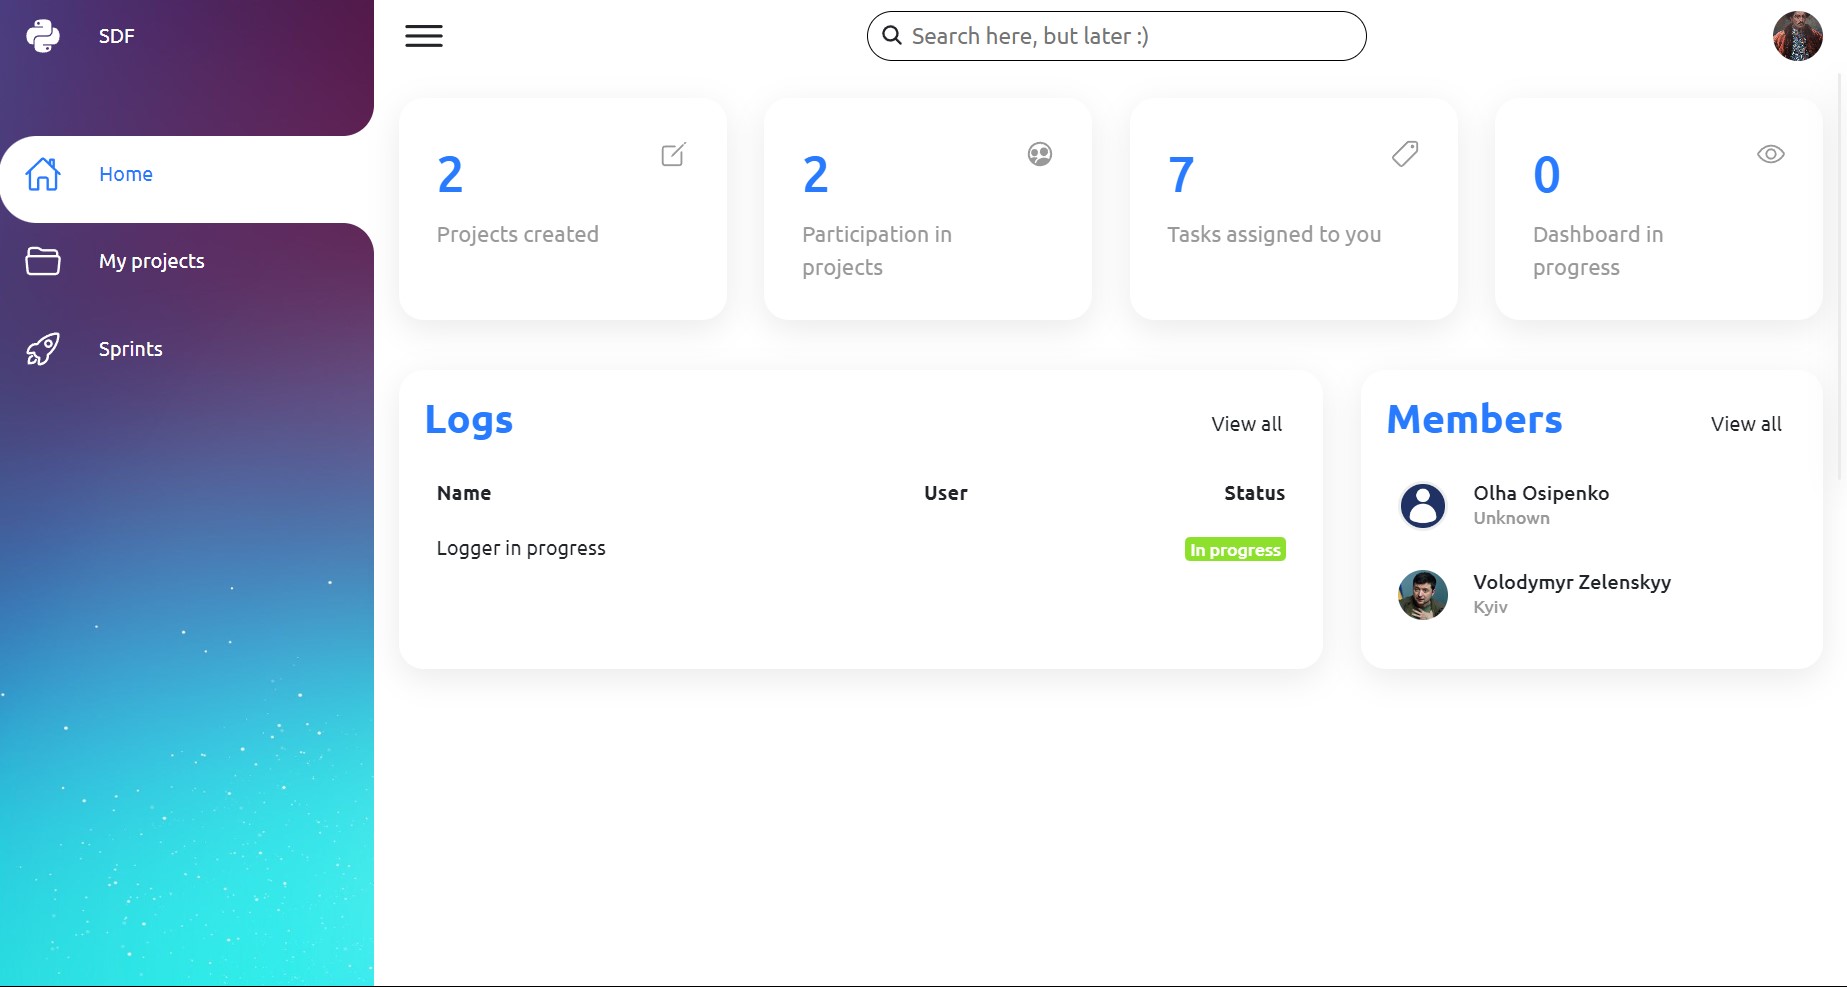 SDF
Search here, but later :)
Home
My projects
Sprints
2
Projects created
2
Participation in
projects
7
Tasks assigned to you
0
Dashboard in
progress
Logs
View all
Name
User
Status
Logger in progress
In progress
Members
View all
Olha Osipenko
Unknown
Volodymyr Zelenskyy
Kyiv